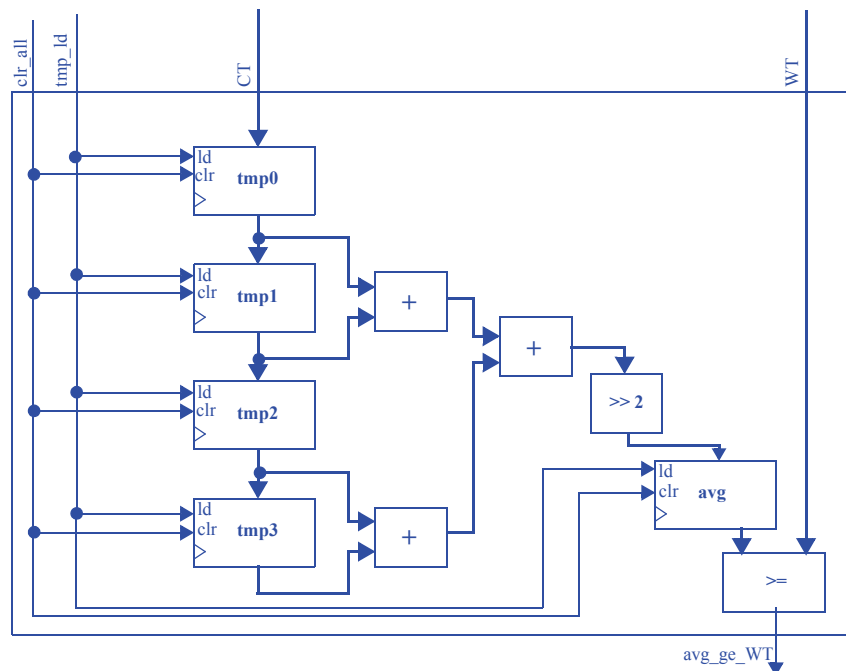 clr_all
tmp_ld
CT
WT
ld
clr
tmp0
ld
clr
tmp1
+
+
ld
clr
tmp2
>> 2
ld
clr
avg
ld
clr
tmp3
+
>=
avg_ge_WT